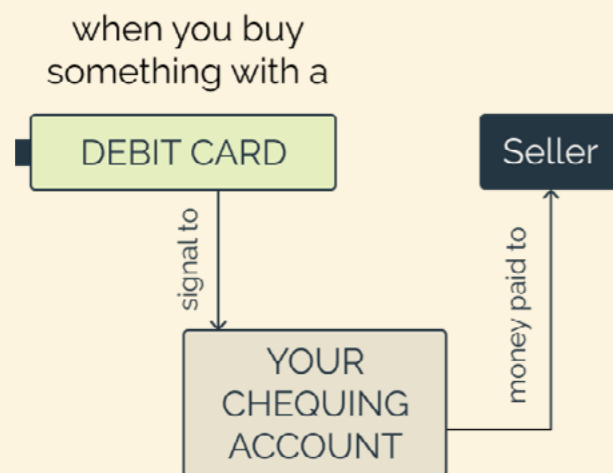 when you buy
something with a
DEBIT CARD
Seller
signal to
money paid to
YOUR
CHEQUING
ACCOUNT